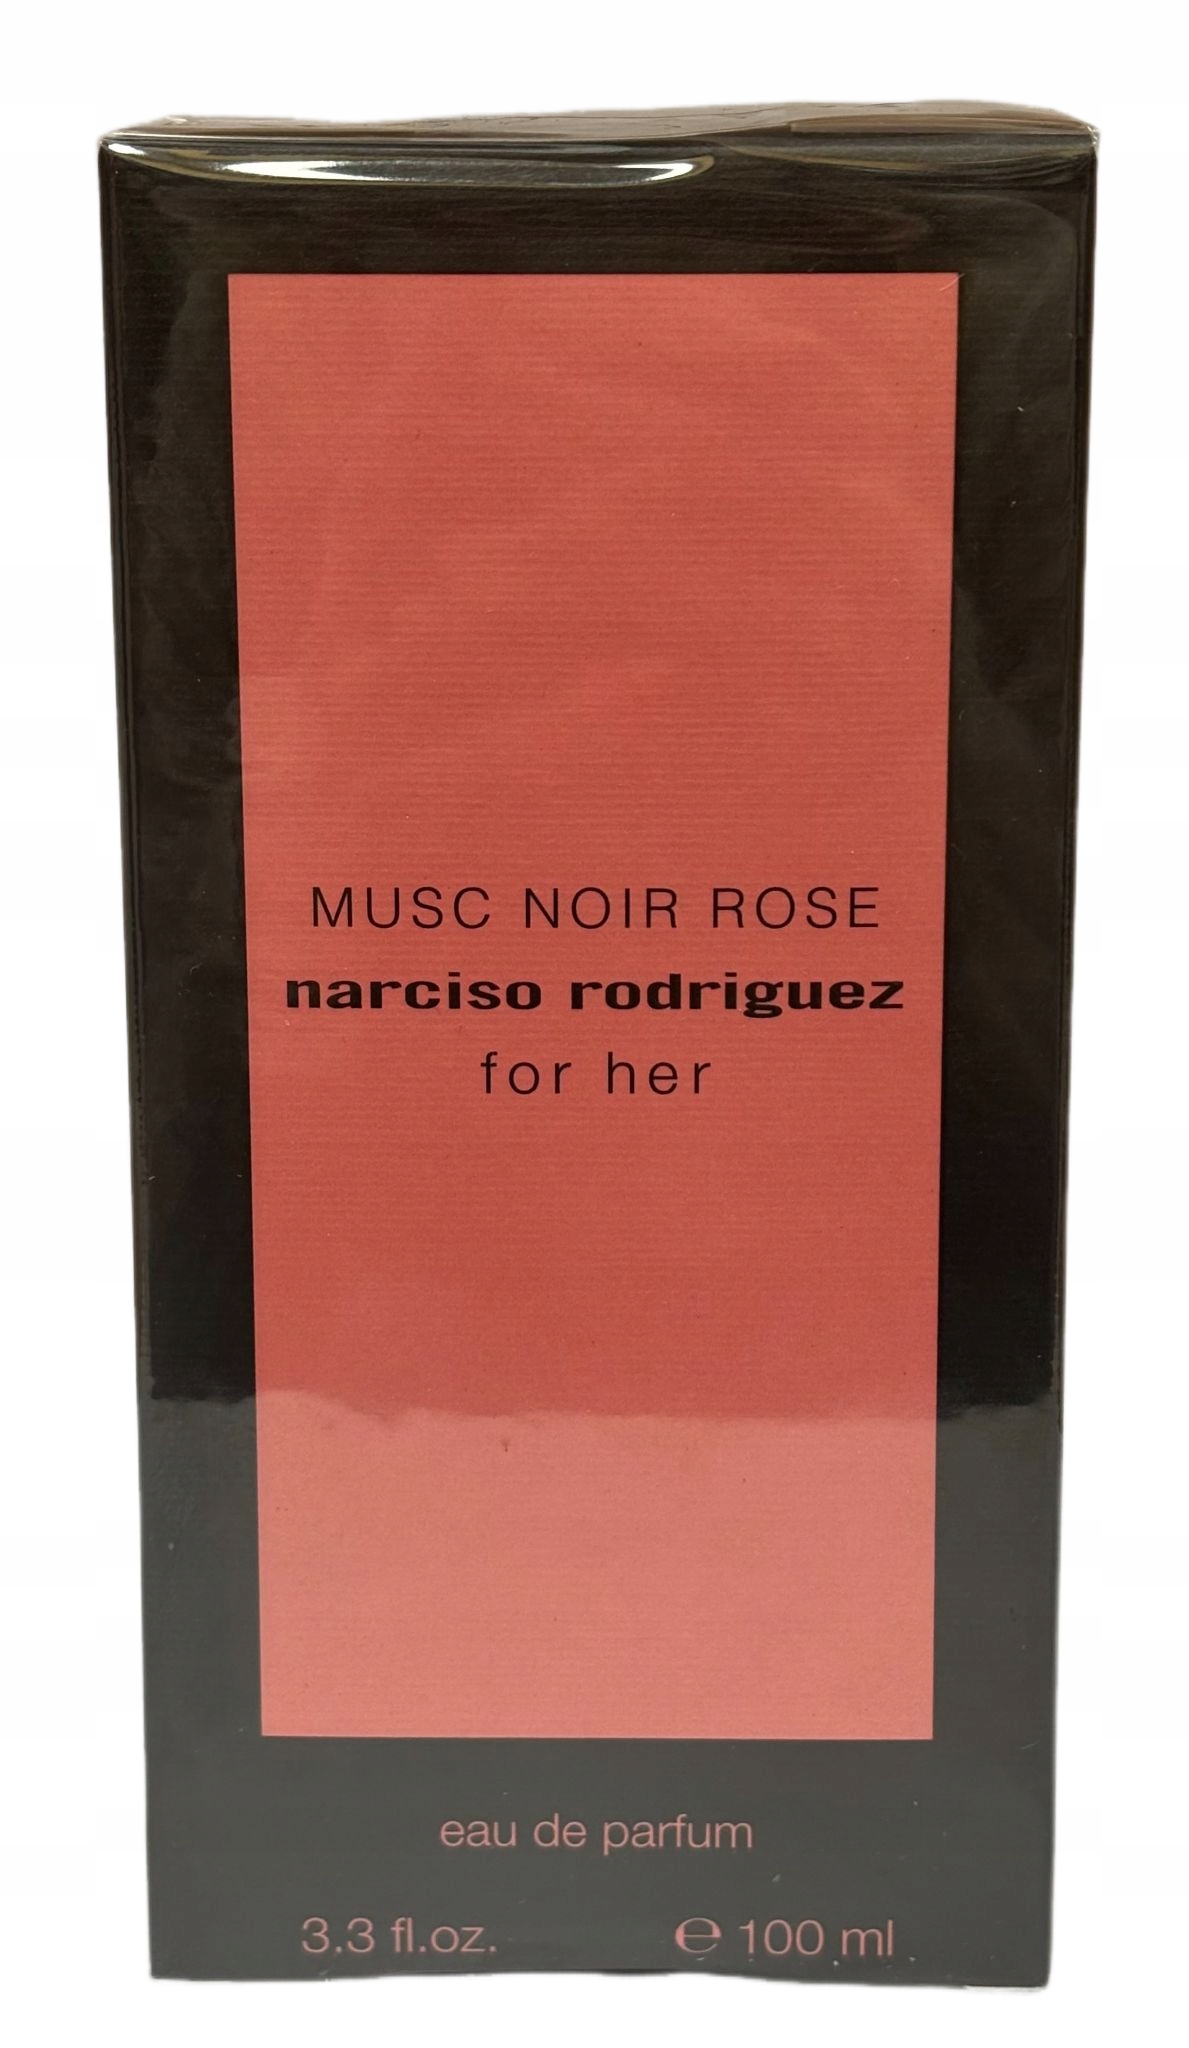 MUSC NOIR ROSE
narciso rodriguez
for her
eau de parfum
3.3 fl.oz. ℮ 100 ml